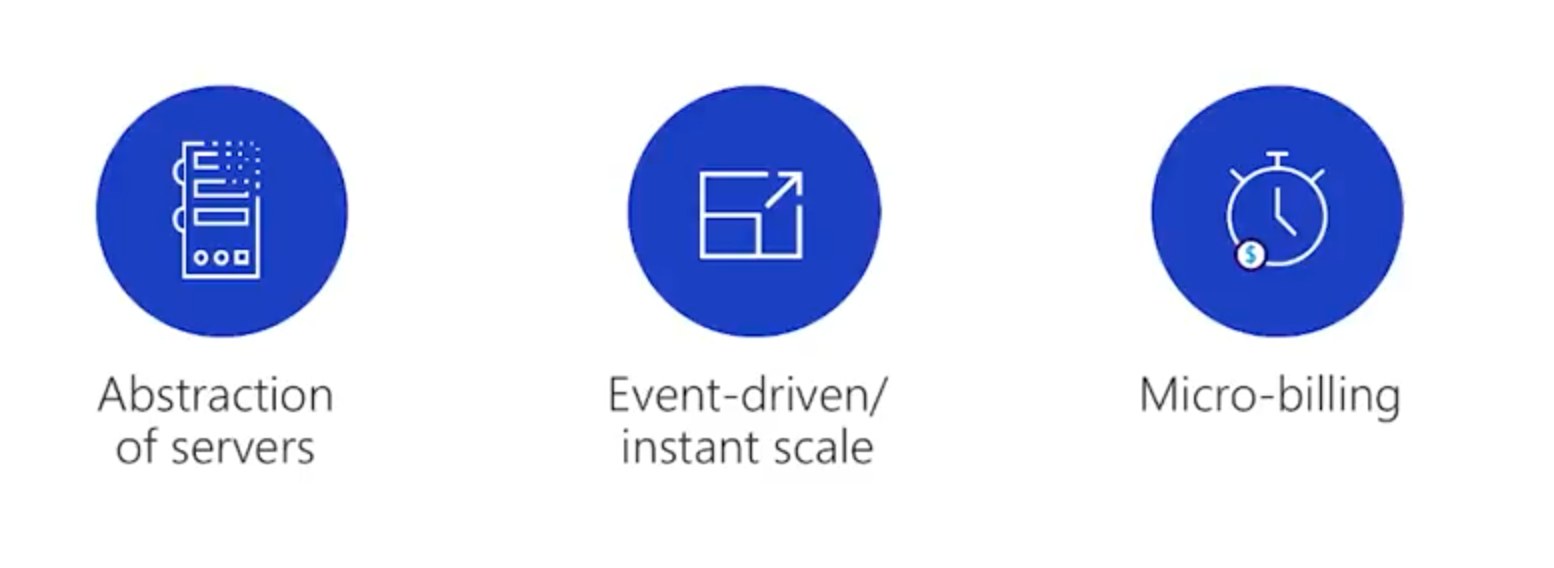 $
Abstraction
of servers
Event-driven/
instant scale
Micro-billing